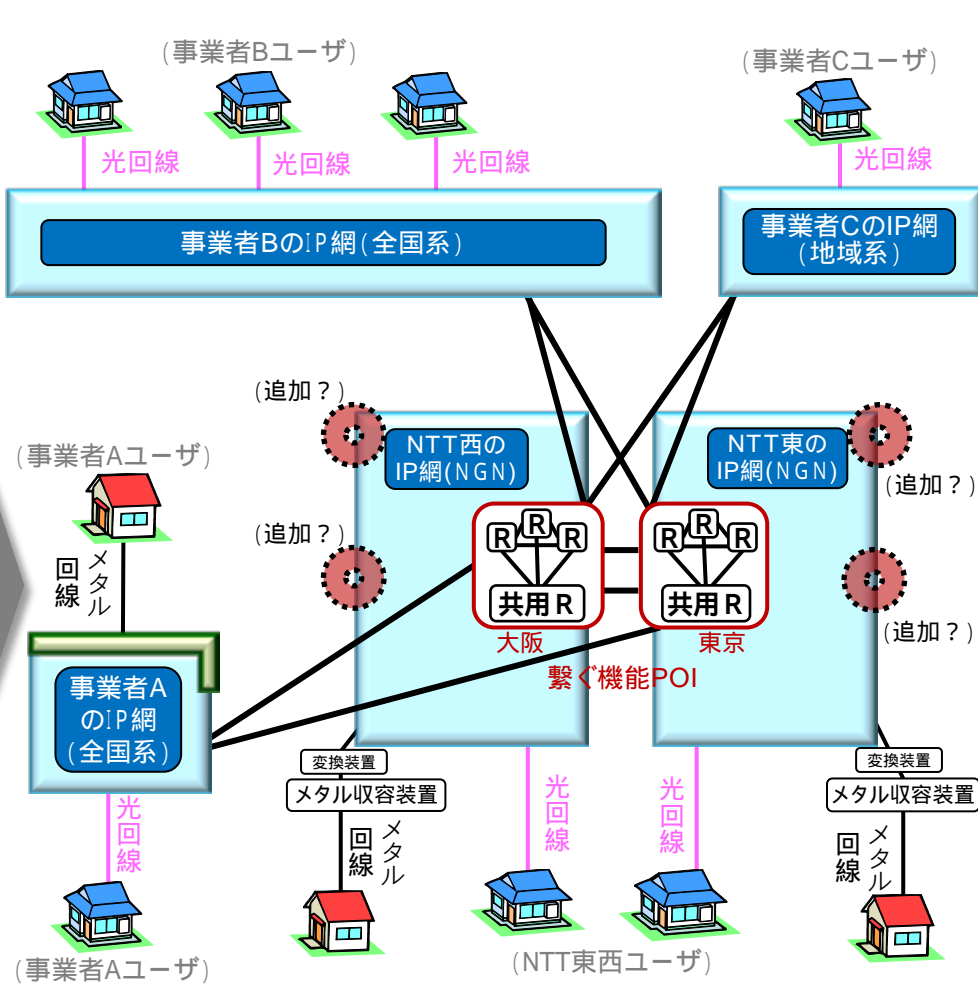 (事業者Bユーザ)
(事業者Cユーザ)
光回線
光回線
光回線
光回線
事業者BのIP網(全国系)
事業者CのIP網
(地域系)
(追加？)
(追加？)
(追加？)
(追加？)
NTT西の
IP網(NGN)
NTT東の
IP網(NGN)
(事業者Aユーザ)
メタル
回線
R
R
R
共用R
大阪
R
R
R
共用R
東京
繋ぐ機能POI
事業者A
のIP網
(全国系)
光回線
(事業者Aユーザ)
変換装置
メタル収容装置
メタル
回線
光回線
光回線
(NTT東西ユーザ)
変換装置
メタル収容装置
メタル
回線